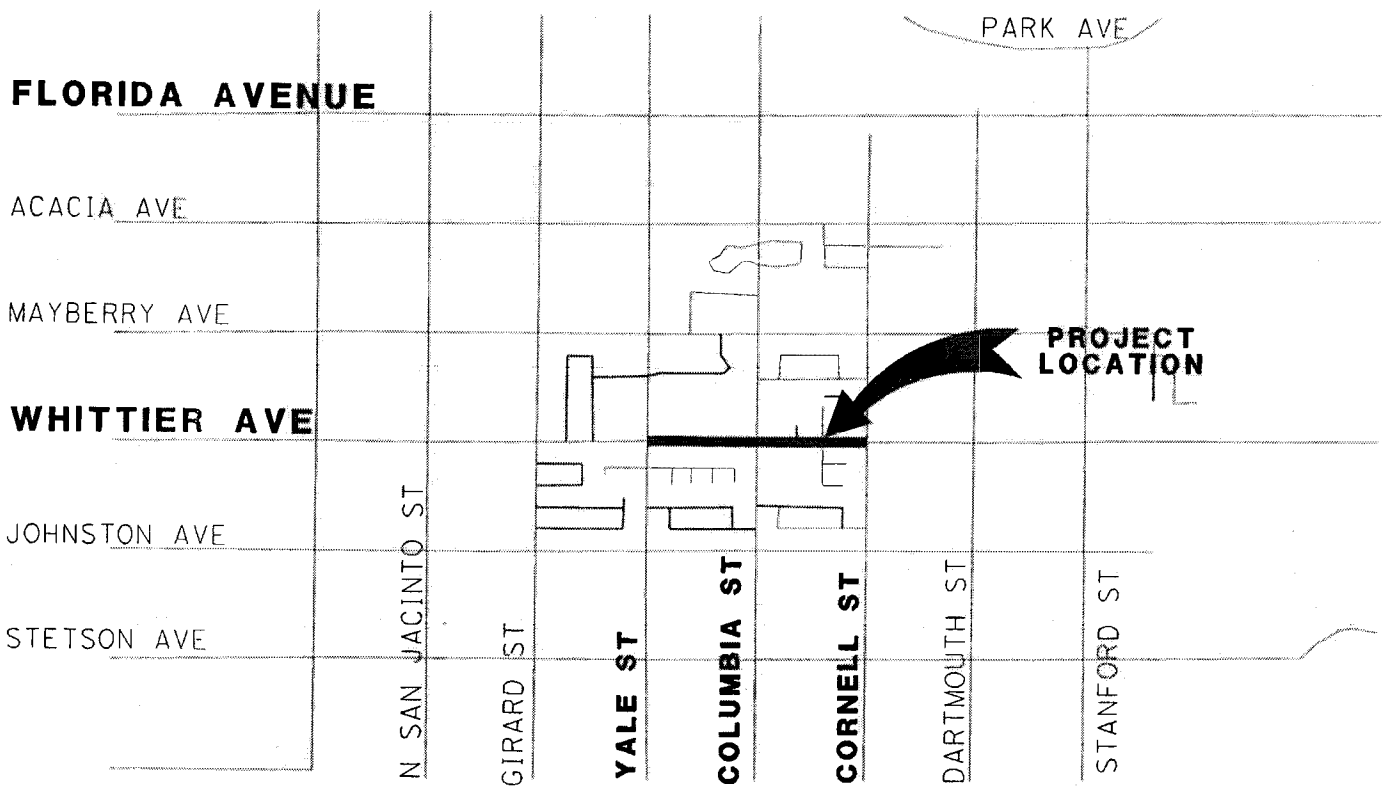 PARK AVE
FLORIDA AVENUE
ACACIA AVE
MAYBERRY AVE
PROJECT
LOCATION
WHITTIER AVE
JOHNSTON AVE
STETSON AVE
N SAN JACINTO ST
GIRARD ST
YALE ST
COLUMBIA ST
CORNELL ST
DARTMOUTH ST
STANFORD ST